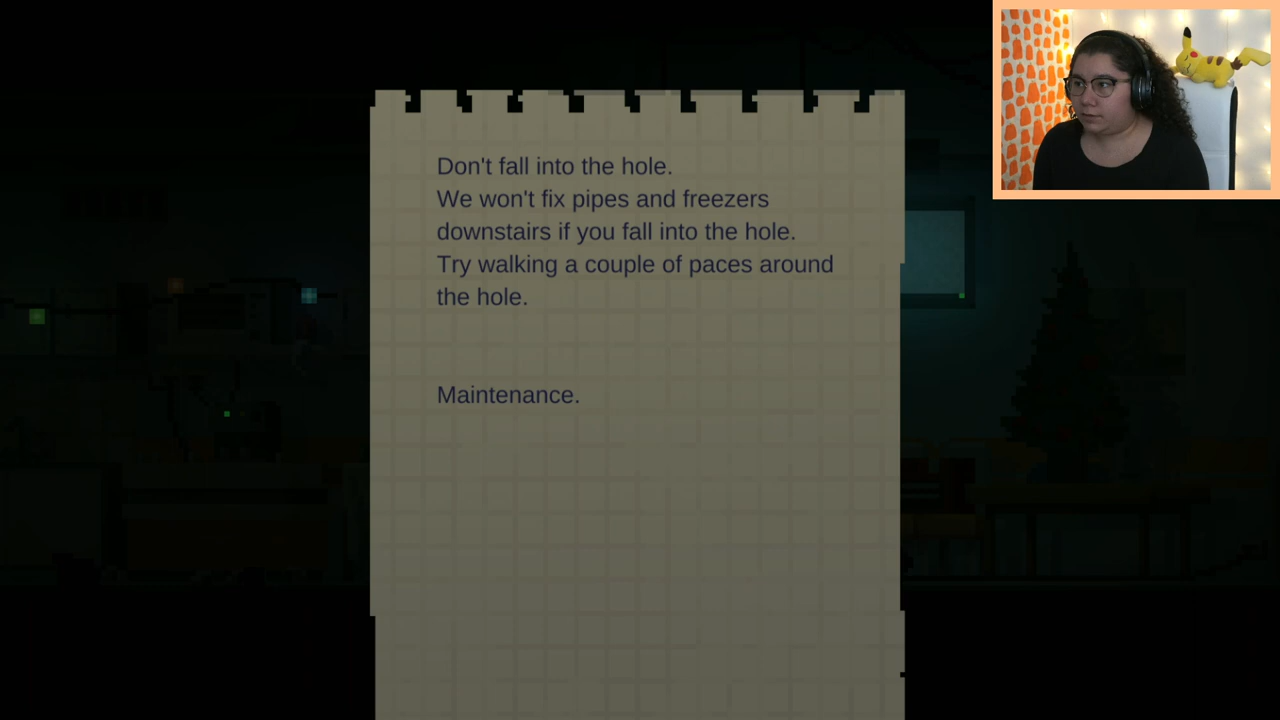 Don't fall into the hole.
We won't fix pipes and freezers
downstairs if you fall into the hole.
Try walking a couple of paces around
the hole.
Maintenance.